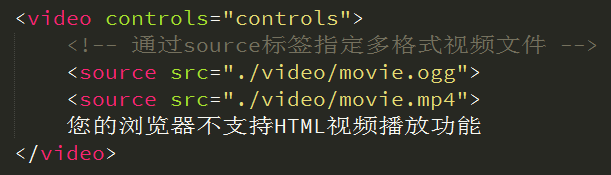 <video controls="controls">
<!-- 通过source标签指定多格式视频文件 -->
<source src="./video/movie.ogg">
<source src="./video/movie.mp4">
您的浏览器不支持HTML视频播放功能
</video>